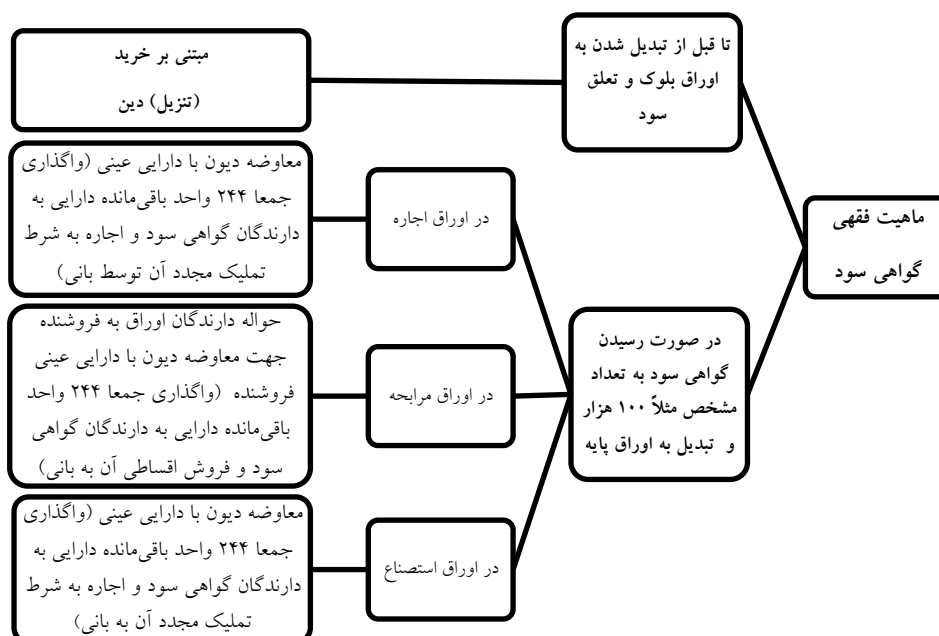 ماهیت فقهی
گواهی سود
تا قبل از تبدیل شدن به
اوراق بلوک و تعلق
سود
مبتنی بر خرید
(تنزیل) دین
در صورت رسیدن
گواهی سود به تعداد
مشخص مثلاً ۱۰۰ هزار
و تبدیل به اوراق پایه
در اوراق اجاره
معاوضه دیون با دارایی عینی (واگذاری
جمعا ۲۴۴ واحد باقی‌مانده دارایی به
دارندگان گواهی سود و اجاره به شرط
تملیک مجدد آن توسط بانی)
در اوراق مرابحه
حواله دارندگان اوراق به فروشنده
جهت معاوضه دیون با دارایی عینی
فروشنده (واگذاری جمعا ۲۴۴ واحد
باقی‌مانده دارایی به دارندگان گواهی
سود و فروش اقساطی آن به بانی)
در اوراق استصناع
معاوضه دیون با دارایی عینی (واگذاری
جمعا ۲۴۴ واحد باقی‌مانده دارایی به
دارندگان گواهی سود و اجاره به شرط
تملیک مجدد آن به بانی)